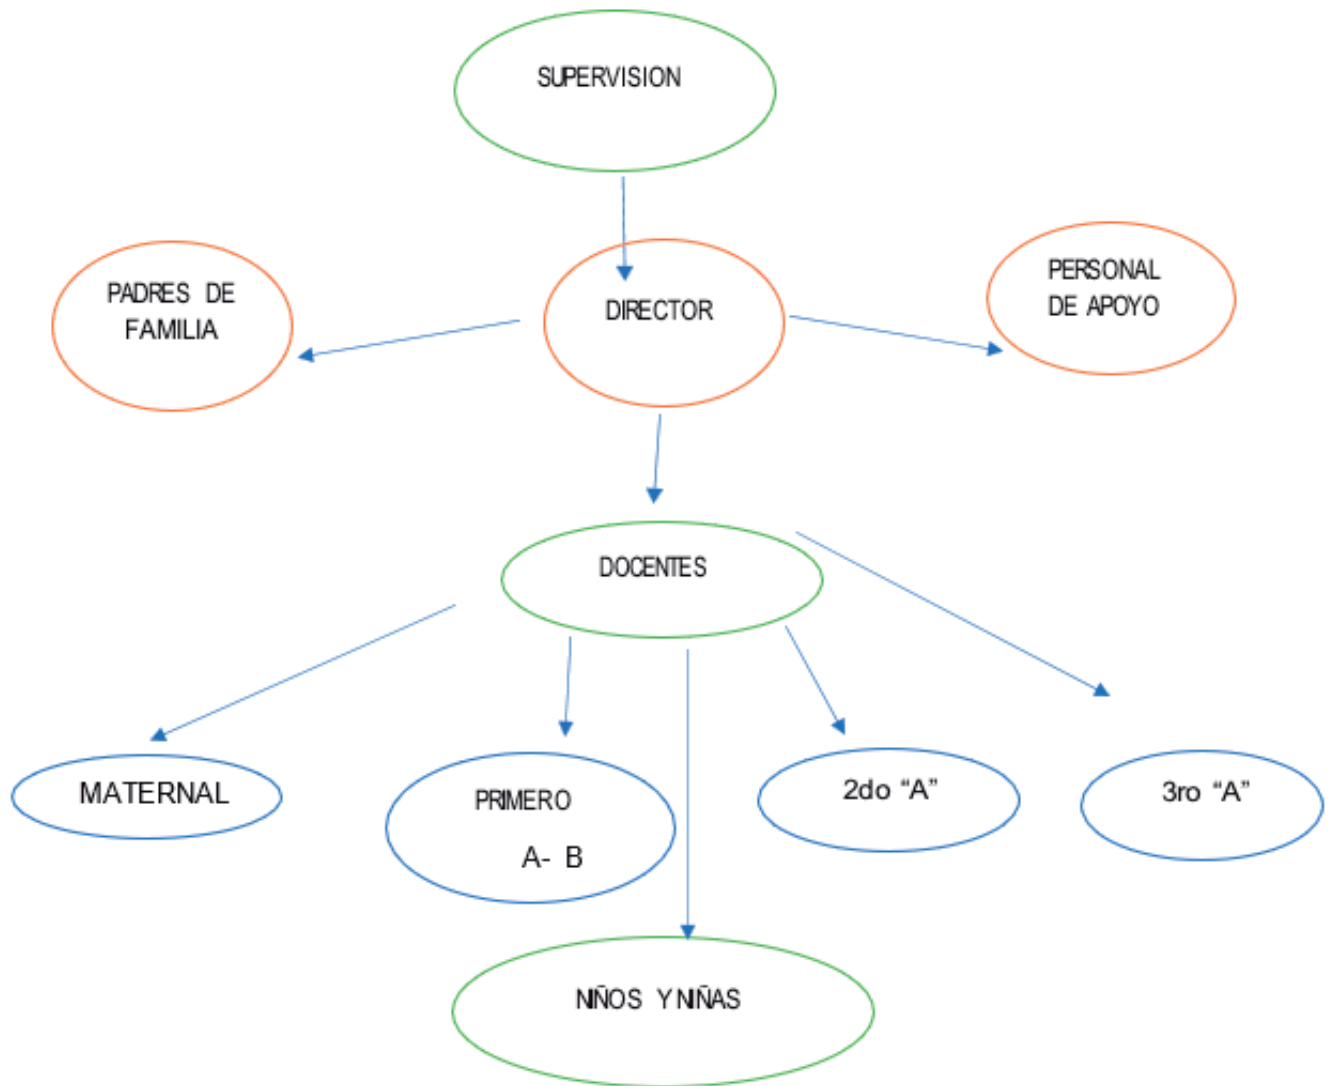 SUPERVISION
PADRES DE
FAMILIA
DIRECTOR
PERSONAL
DE APOYO
DOCENTES
MATERNAL
PRIMERO
A- B
2do “A”
3ro “A”
NIÑOS Y NIÑAS